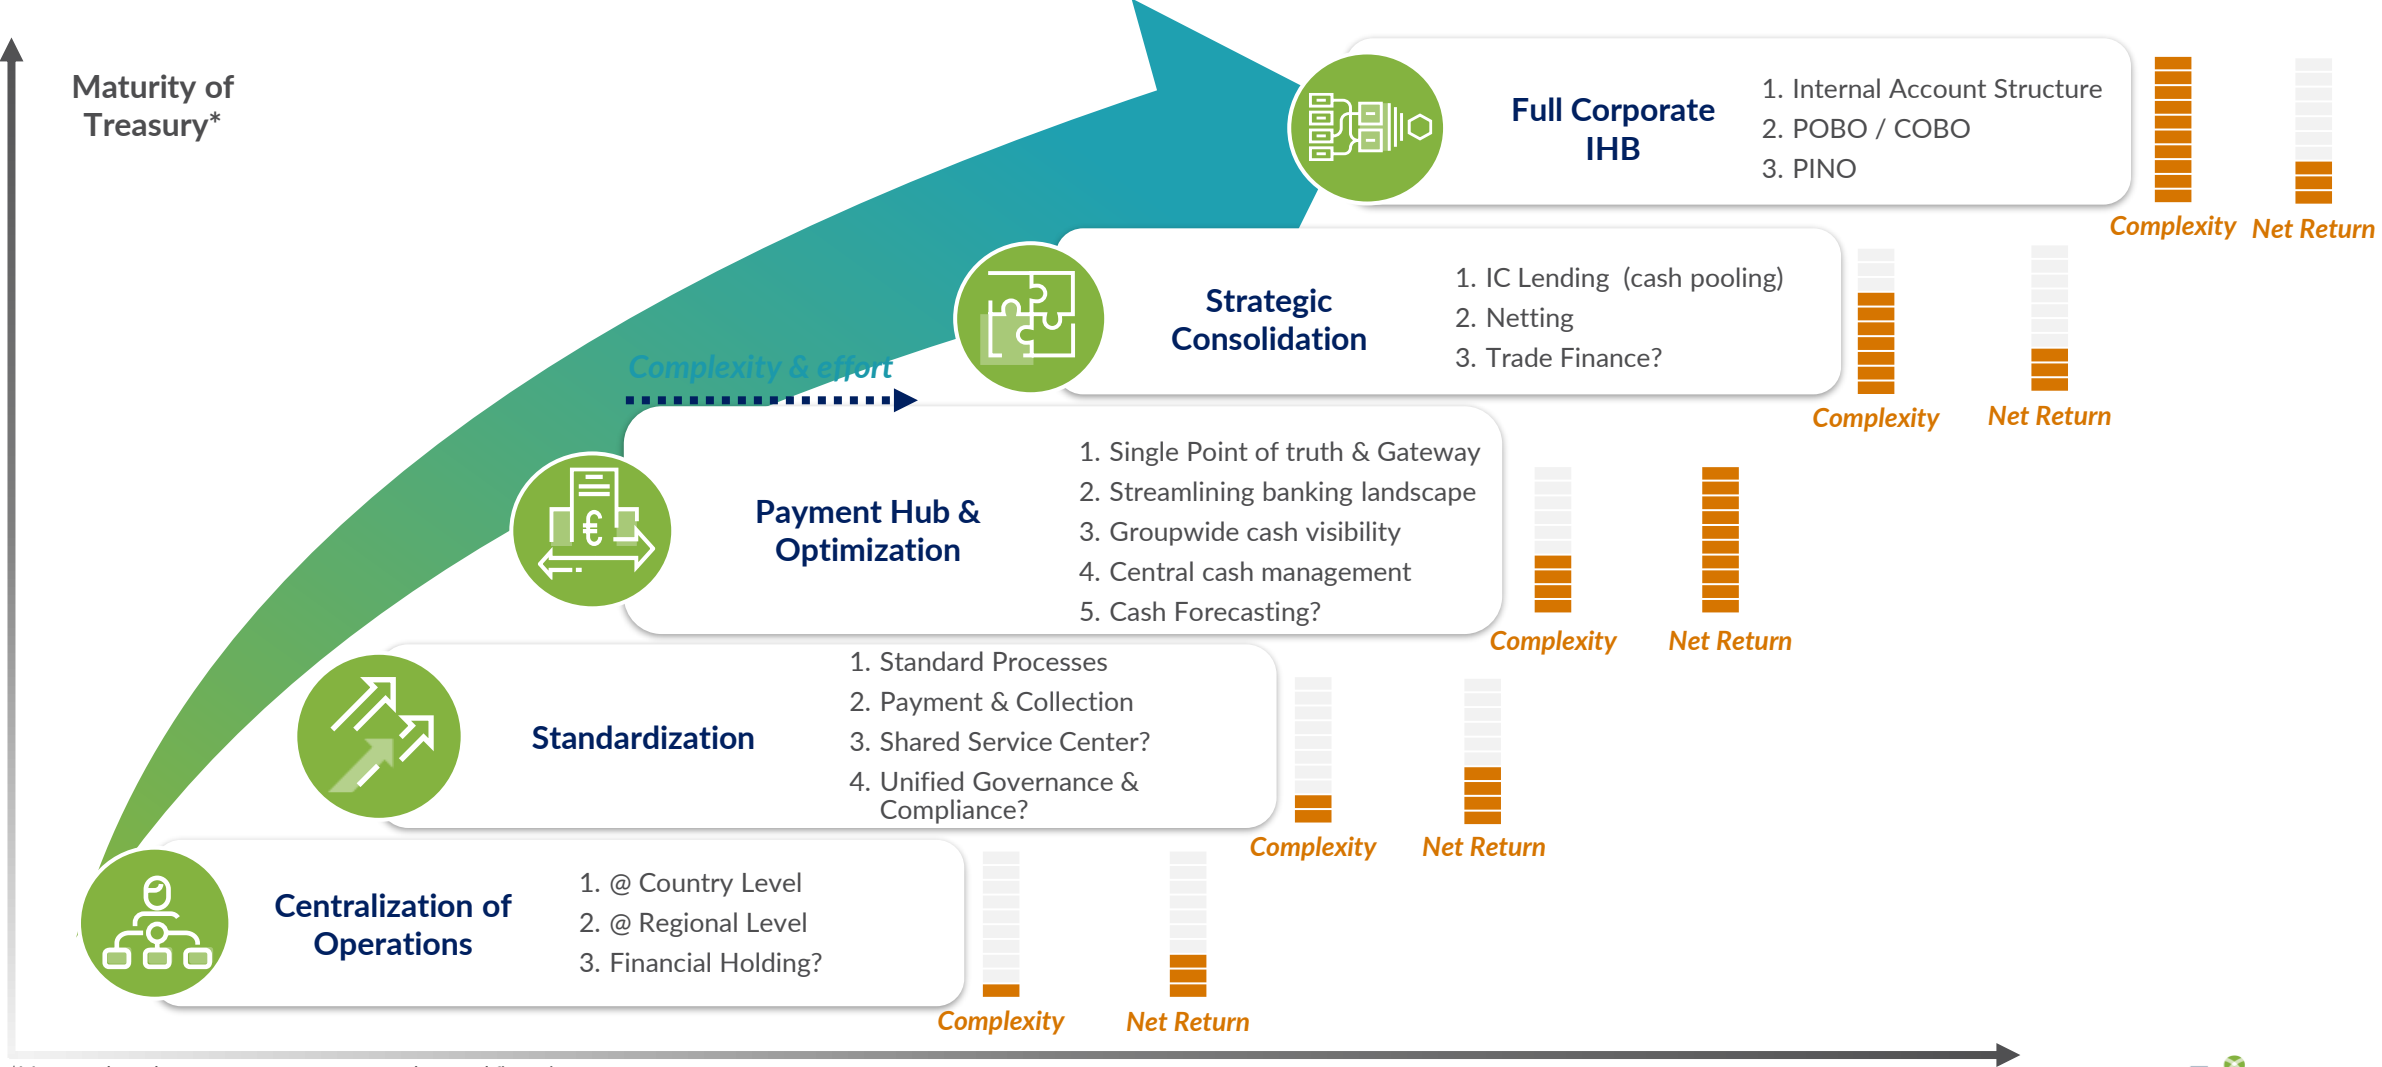 Maturity of
Treasury*
Full Corporate
IHB
1. Internal Account Structure
2. POBO / COBO
3. PINO
Complexity
Net Return
Strategic
Consolidation
1. IC Lending (cash pooling)
2. Netting
3. Trade Finance?
Complexity
Net Return
Complexity & effort
Payment Hub &
Optimization
1. Single Point of truth & Gateway
2. Streamlining banking landscape
3. Groupwide cash visibility
4. Central cash management
5. Cash Forecasting?
€
Complexity
Net Return
Standardization
1. Standard Processes
2. Payment & Collection
3. Shared Service Center?
4. Unified Governance &
Compliance?
Complexity
Net Return
Centralization of
Operations
1. @ Country Level
2. @ Regional Level
3. Financial Holding?
Complexity
Net Return